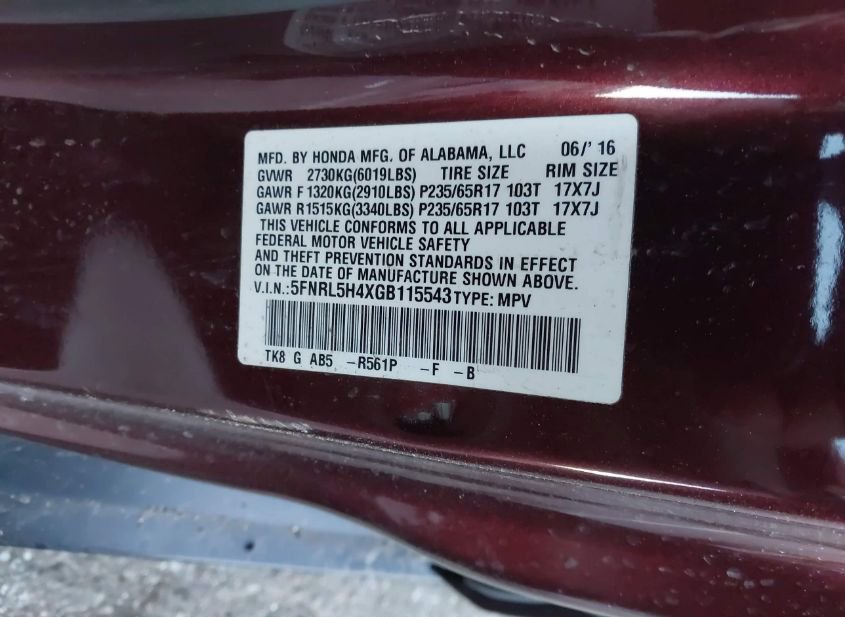 MFD. BY HONDA MFG. OF ALABAMA, LLC 06/'16
GVWR 2730KG(6019LBS) TIRE SIZE RIM SIZE
GAWR F 1320KG(2910LBS) P235/65R17 103T 17X7J
GAWR R1515KG(3340LBS) P235/65R17 103T 17X7J
THIS VEHICLE CONFORMS TO ALL APPLICABLE
FEDERAL MOTOR VEHICLE SAFETY
AND THEFT PREVENTION STANDARDS IN EFFECT
ON THE DATE OF MANUFACTURE SHOWN ABOVE.
V.I.N.:5FNRL5H4XGB115543 TYPE: MPV
TK8 G AB5 -R561P -F -B